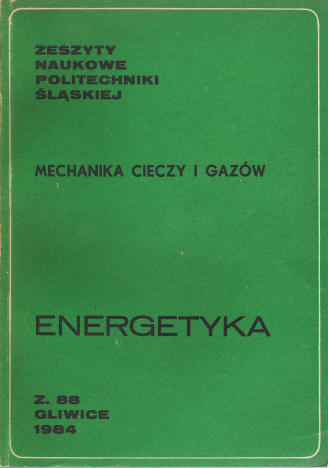 ZESZYTY
NAUKOWE
POLITECHNIKI
ŚLĄSKIEJ
MECHANIKA CIECZY I GAZÓW
ENERGETYKA
Z. 88
GLIWICE
1984